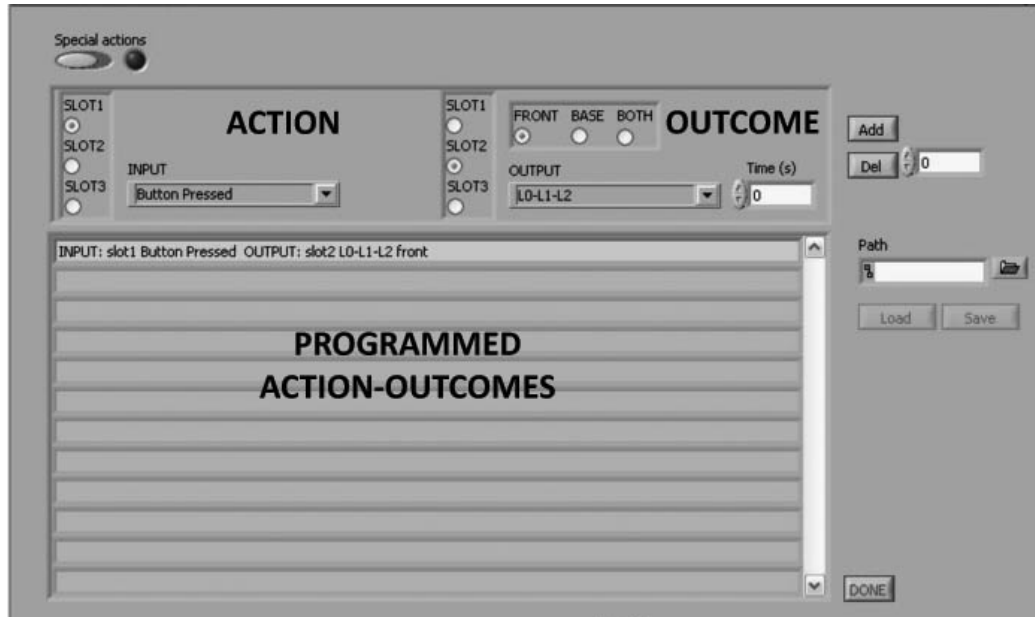 Special actions
SLOT1
SLOT2
SLOT3
ACTION
INPUT
Button Pressed
SLOT1
SLOT2
SLOT3
FRONT BASE BOTH
OUTCOME
OUTPUT
L0-L1-L2
Time (s)
0
Add
Del
0
INPUT: slot1 Button Pressed OUTPUT: slot2 L0-L1-L2 front
PROGRAMMED
ACTION-OUTCOMES
Path
Load
Save
DONE